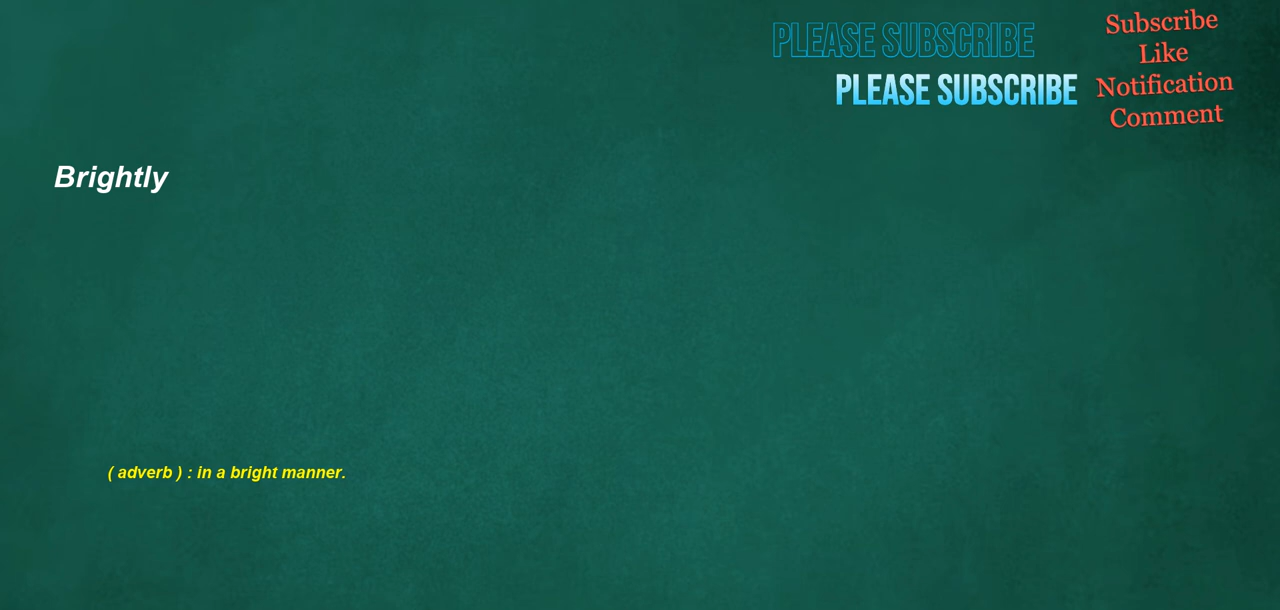 PLEASE SUBSCRIBE
PLEASE SUBSCRIBE
Subscribe
Like
Notification
Comment
Brightly
( adverb ) : in a bright manner.